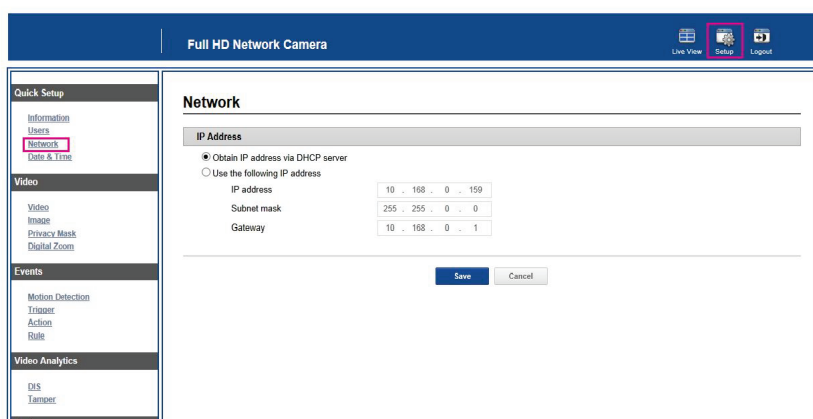 Full HD Network Camera
Live View
Setup
Logout
Quick Setup
Information
Users
Network
Date & Time
Video
Video
Image
Privacy Mask
Digital Zoom
Events
Motion Detection
Trigger
Action
Rule
Video Analytics
DIS
Tamper
Network
IP Address
Obtain IP address via DHCP server
Use the following IP address
IP address 10 . 168 . 0 . 159
Subnet mask 255 . 255 . 0 . 0
Gateway 10 . 168 . 0 . 1
Save Cancel